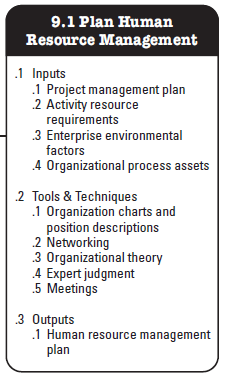 9.1 Plan Human
Resource Management
.1 Inputs
.1 Project management plan
.2 Activity resource
requirements
.3 Enterprise environmental
factors
.4 Organizational process assets
.2 Tools & Techniques
.1 Organization charts and
position descriptions
.2 Networking
.3 Organizational theory
.4 Expert judgment
.5 Meetings
.3 Outputs
.1 Human resource management
plan